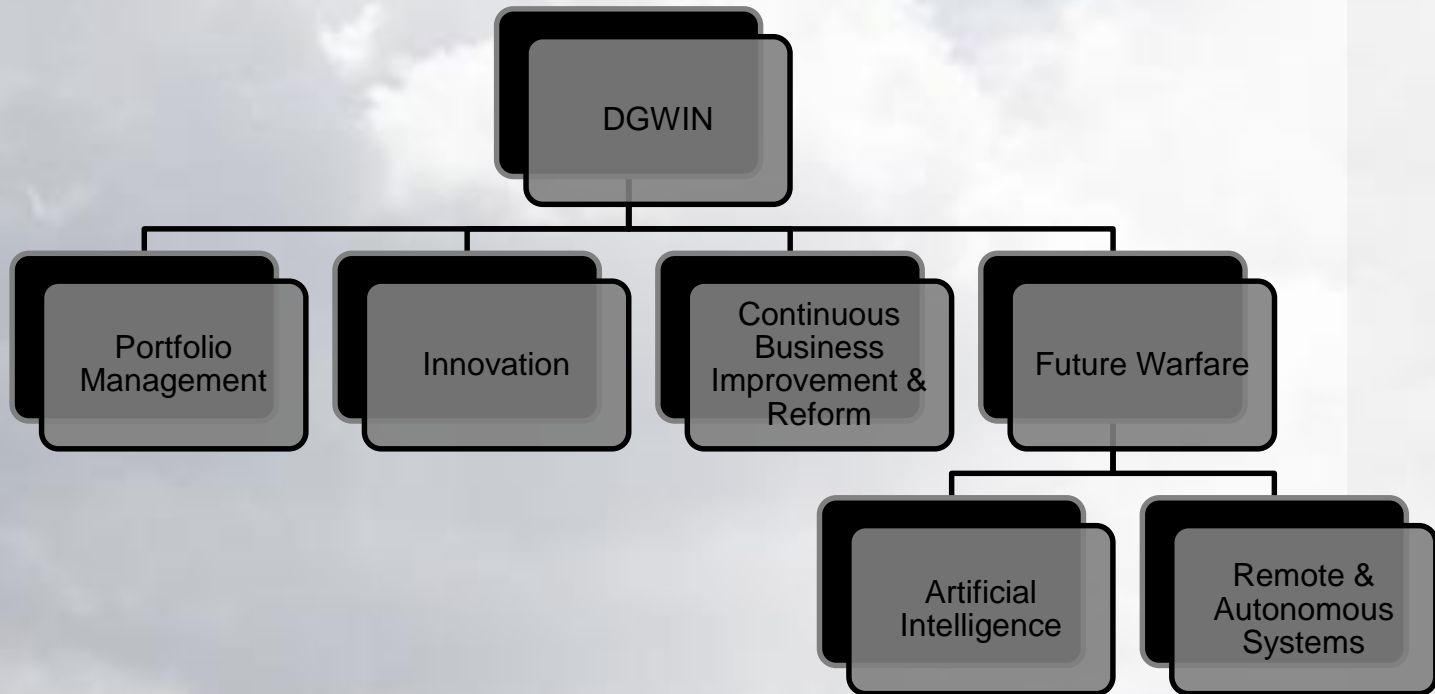 DGWIN
Portfolio
Management
Innovation
Continuous
Business
Improvement &
Reform
Future Warfare
Artificial
Intelligence
Remote &
Autonomous
Systems